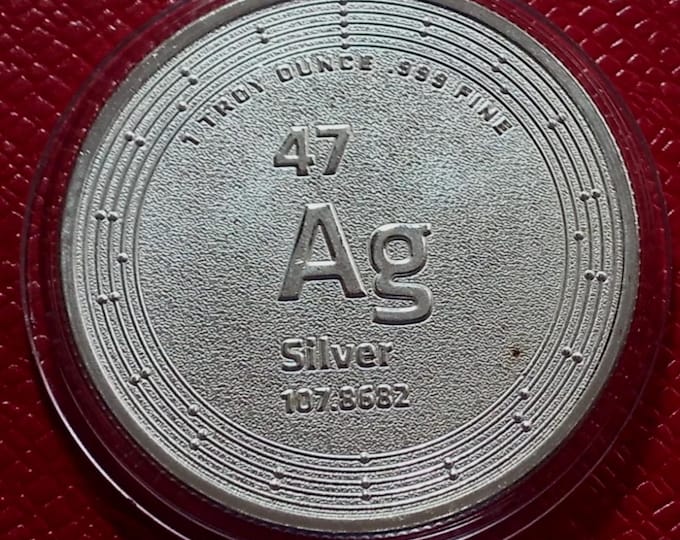 1 TROY OUNCE .999 FINE
47
Ag
Silver
107.8682